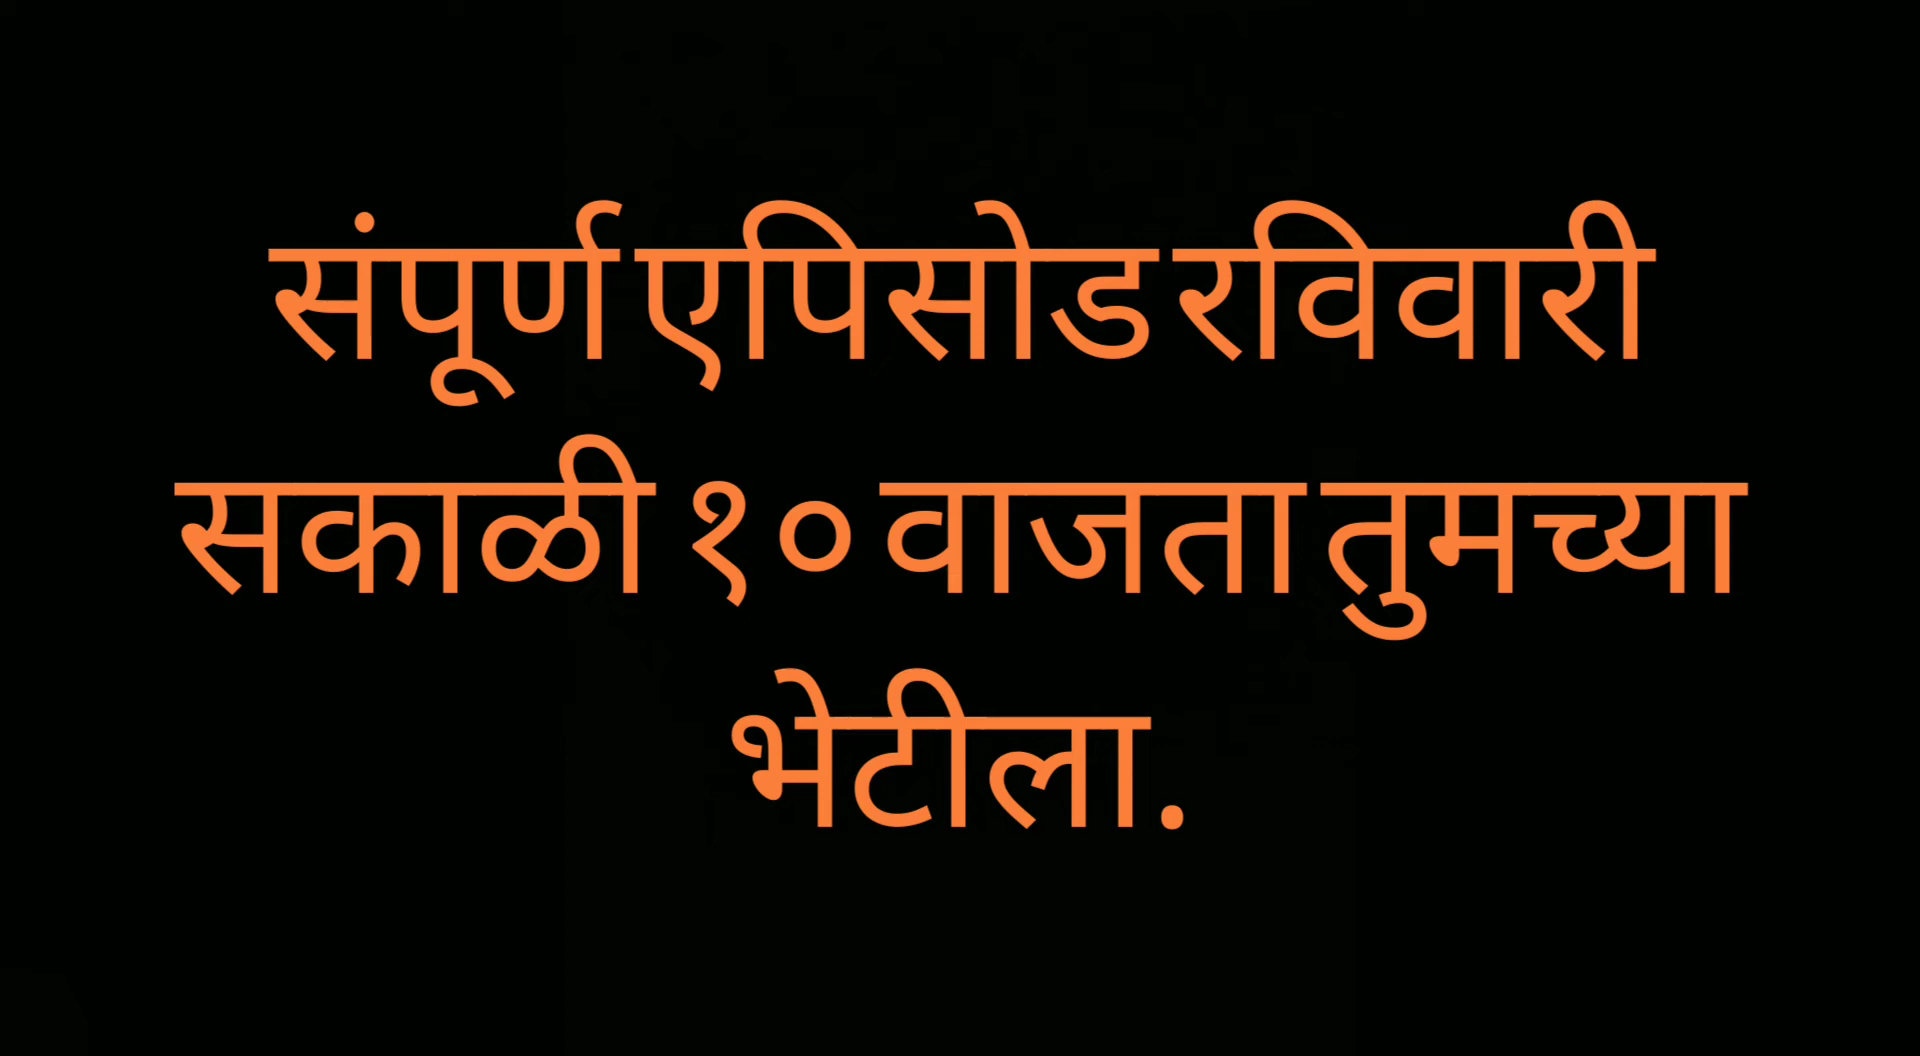 संपूर्ण एपिसोड रविवारी
सकाळी १० वाजता तुमच्या
भेटीला.